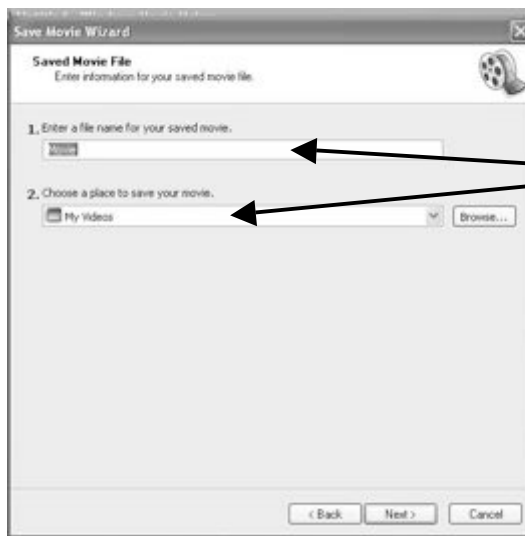 Save Movie Wizard
Saved Movie File
Enter information for your saved movie file.
1. Enter a file name for your saved movie.
Movie
2. Choose a place to save your movie.
My Videos
Browse...
< Back
Next >
Cancel